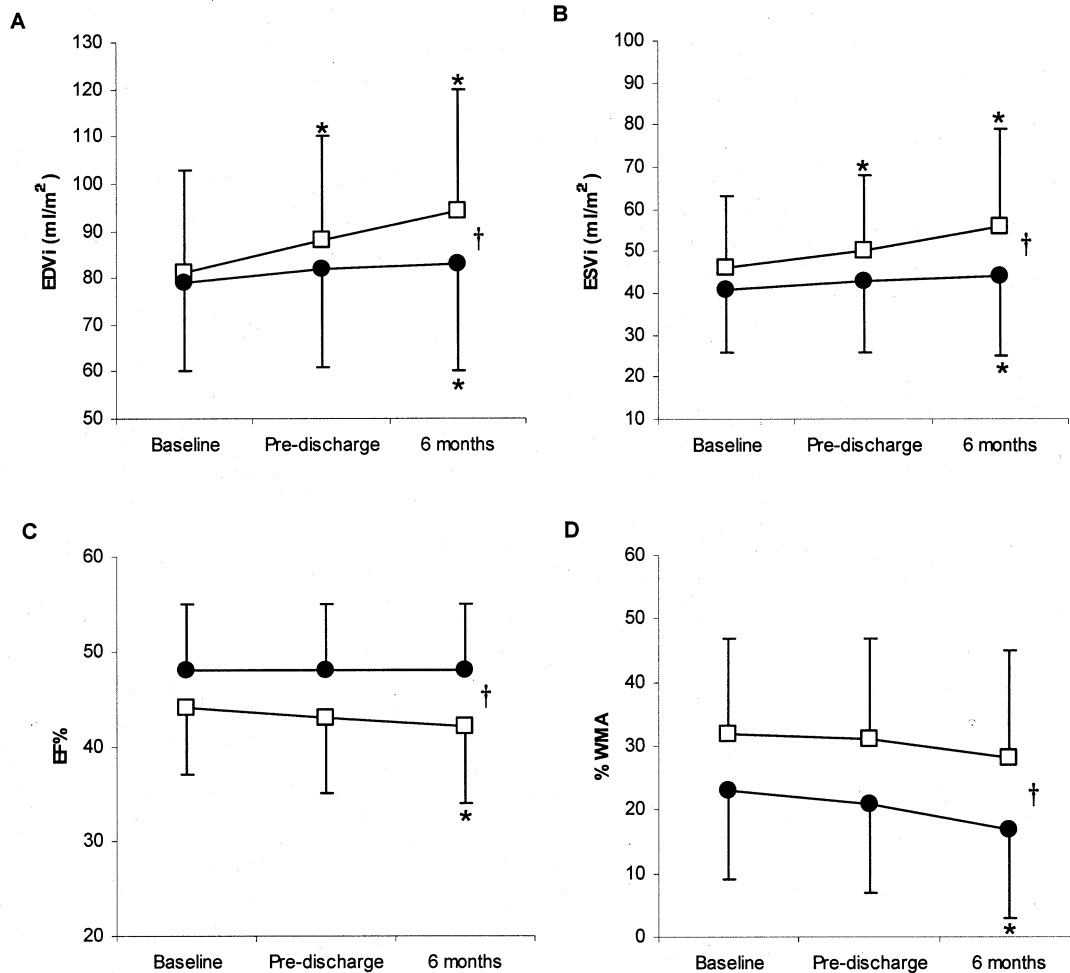 A
EDVi (ml/m²)
130
120
110
100
90
80
70
60
50
*
*
†
*
Baseline
Pre-discharge
6 months
B
ESVi (ml/m²)
100
90
80
70
60
50
40
30
20
10
*
*
†
*
Baseline
Pre-discharge
6 months
C
EF%
60
50
40
30
20
†
*
Baseline
Pre-discharge
6 months
D
% WMA
60
50
40
30
20
10
0
†
*
Baseline
Pre-discharge
6 months